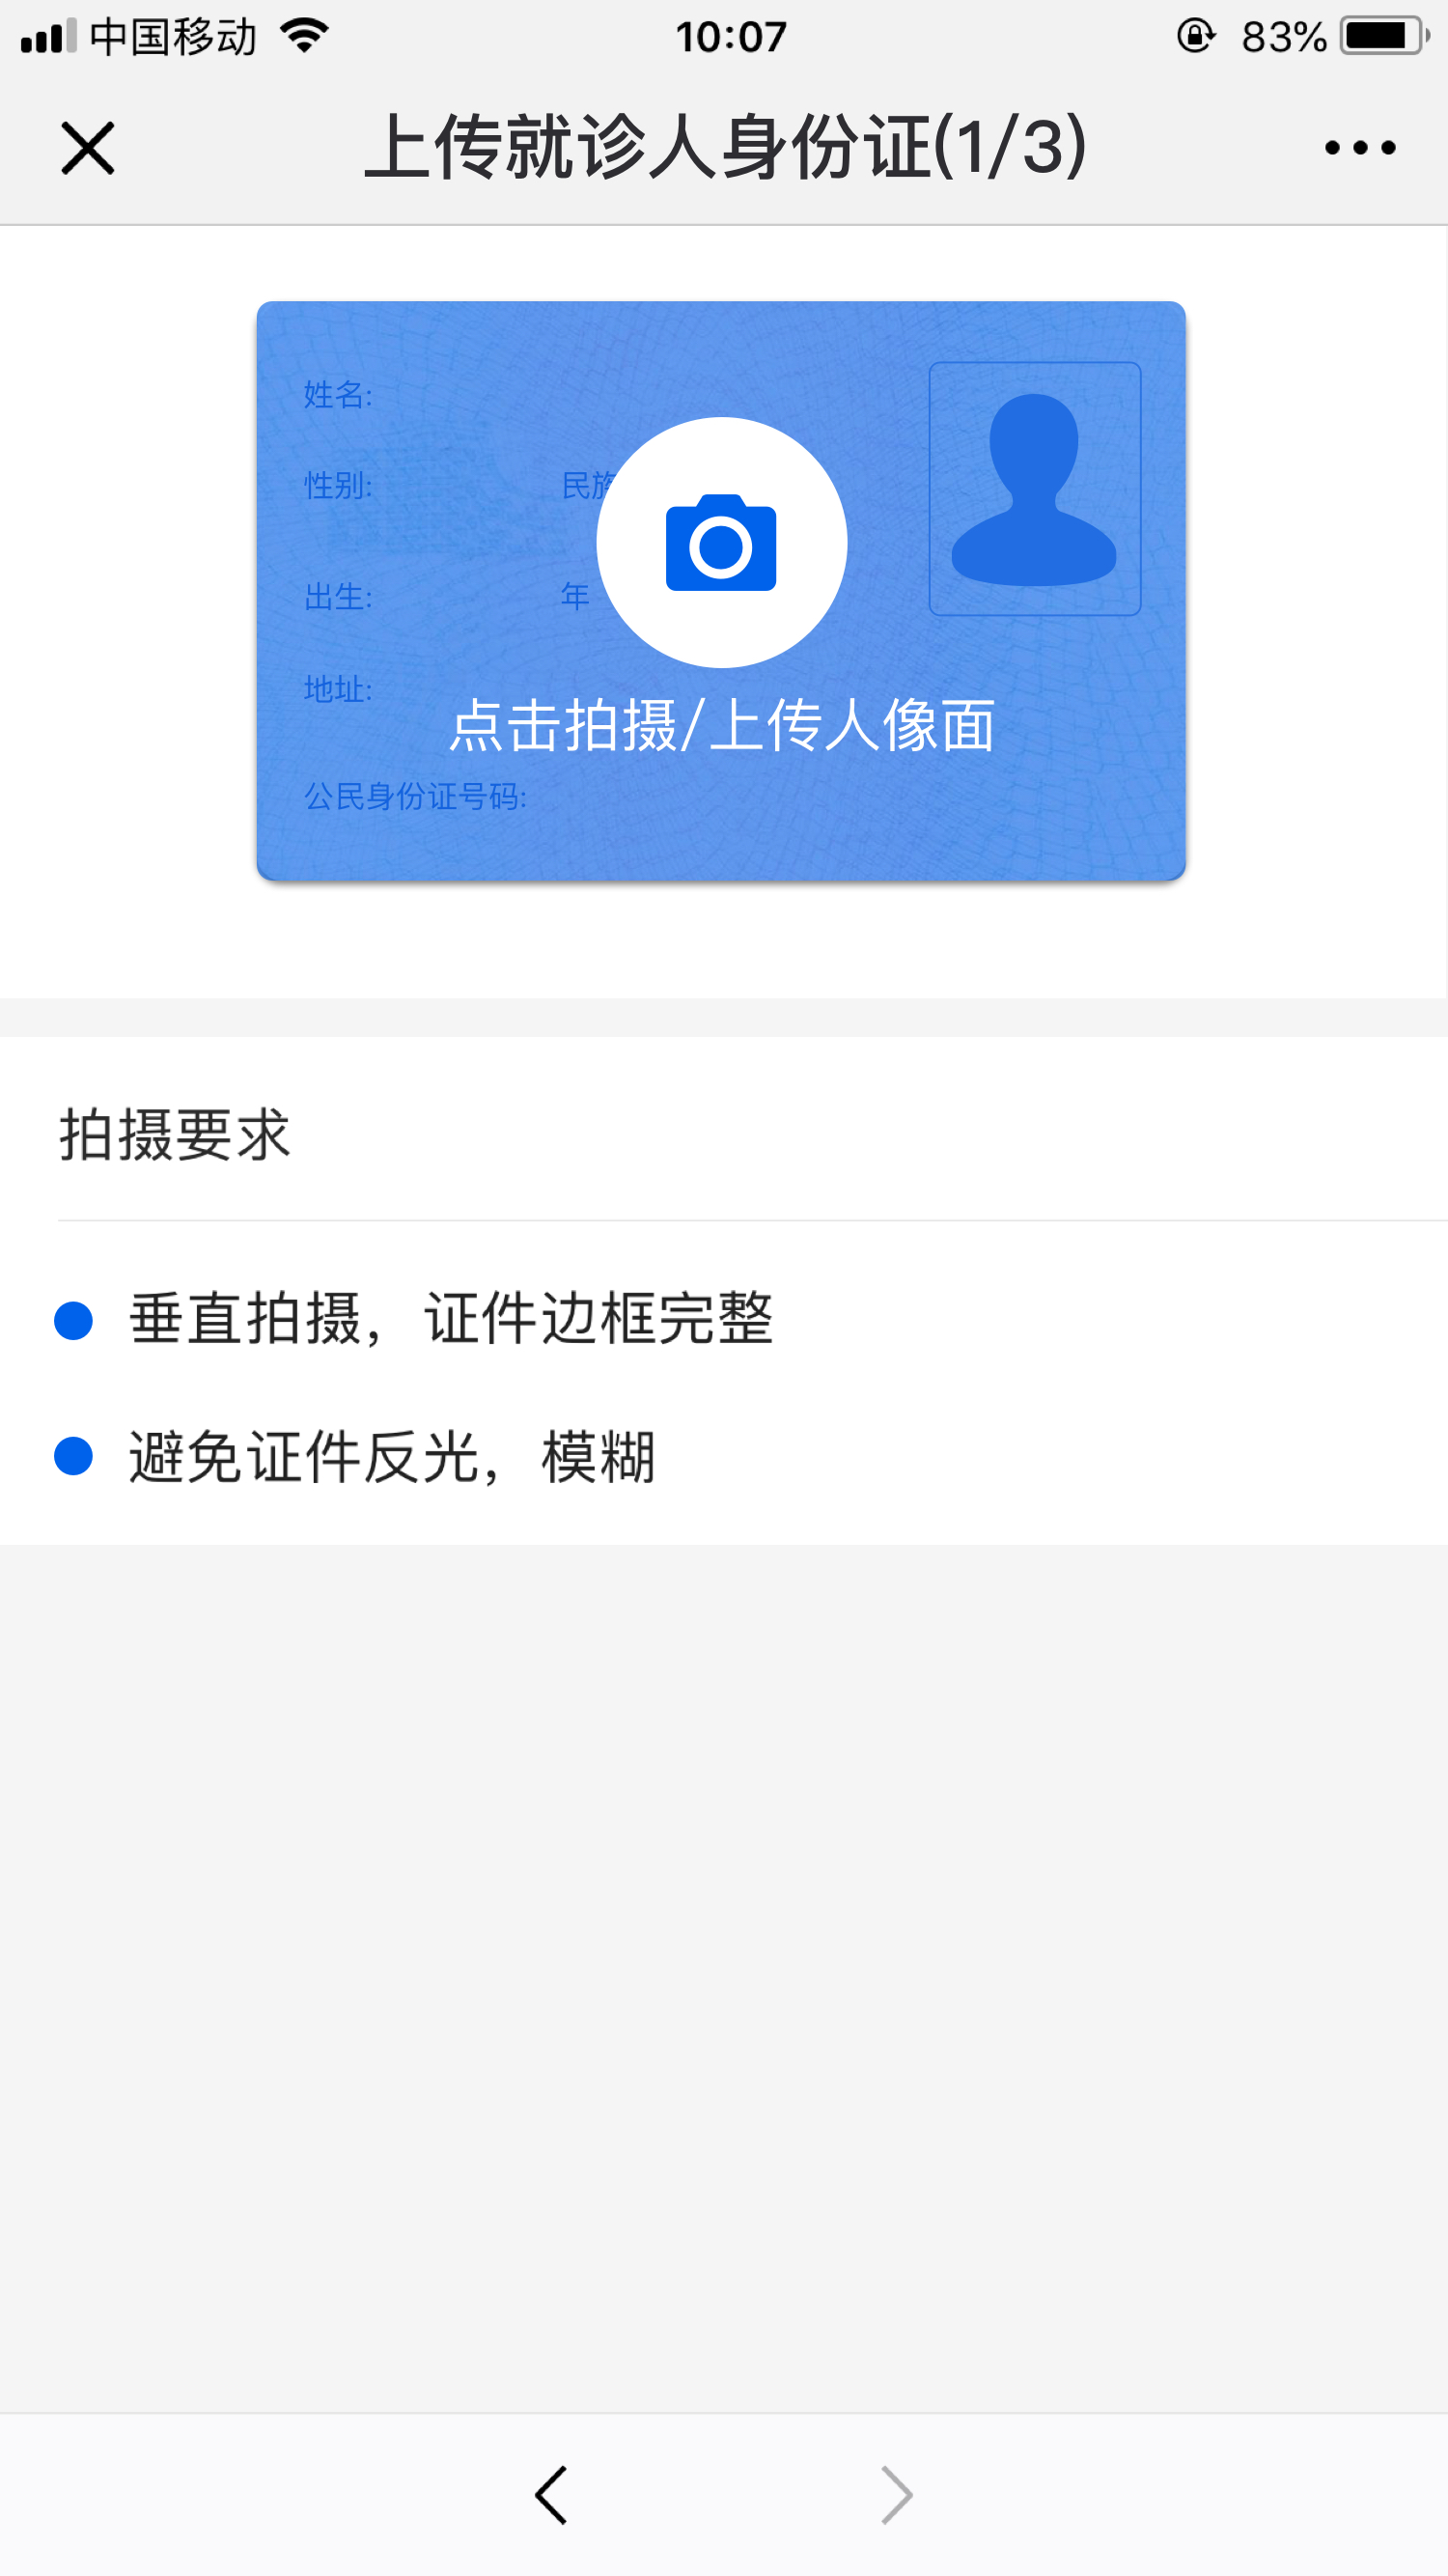 中国移动 10:07 83%
上传就诊人身份证(1/3)
姓名:
性别: 民族
出生: 年
地址:
点击拍摄/上传人像面
公民身份证号码:
拍摄要求
垂直拍摄，证件边框完整
避免证件反光，模糊